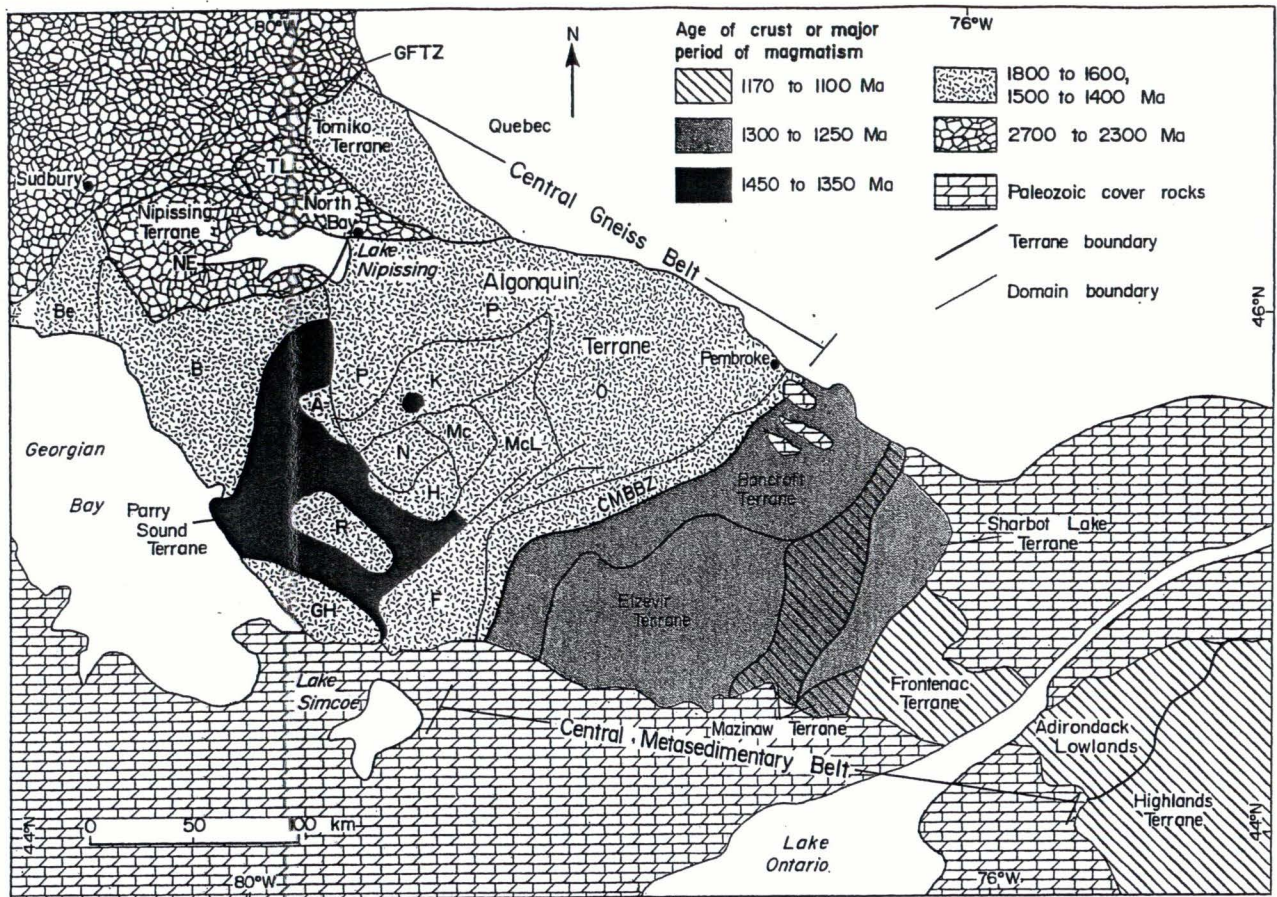 80°W
76°W
GFTZ
N
Age of crust or major
period of magmatism
1170 to 1100 Ma
1300 to 1250 Ma
1450 to 1350 Ma
1800 to 1600,
1500 to 1400 Ma
2700 to 2300 Ma
Paleozoic cover rocks
Terrane boundary
Domain boundary
Tomiko
Terrane
Quebec
Central Gneiss Belt
Sudbury
TL
Nipissing
Terrane
North
Bay
NE
Lake
Nipissing
Algonquin
Terrane
46°N
Be
B
P
P
K
O
Pembroke
A
N
Mc
McL
H
R
CMBBZ
Georgian
Bay
Parry
Sound
Terrane
Bancroft
Terrane
Sharbot Lake
Terrane
Elzevir
Terrane
GH
F
Lake
Simcoe
Frontenac
Terrane
Mazinaw Terrane
Central Metasedimentary Belt
Adirondack
Lowlands
Highlands
Terrane
0 50 100 km
44°N
44°N
Lake
Ontario
80°W
76°W